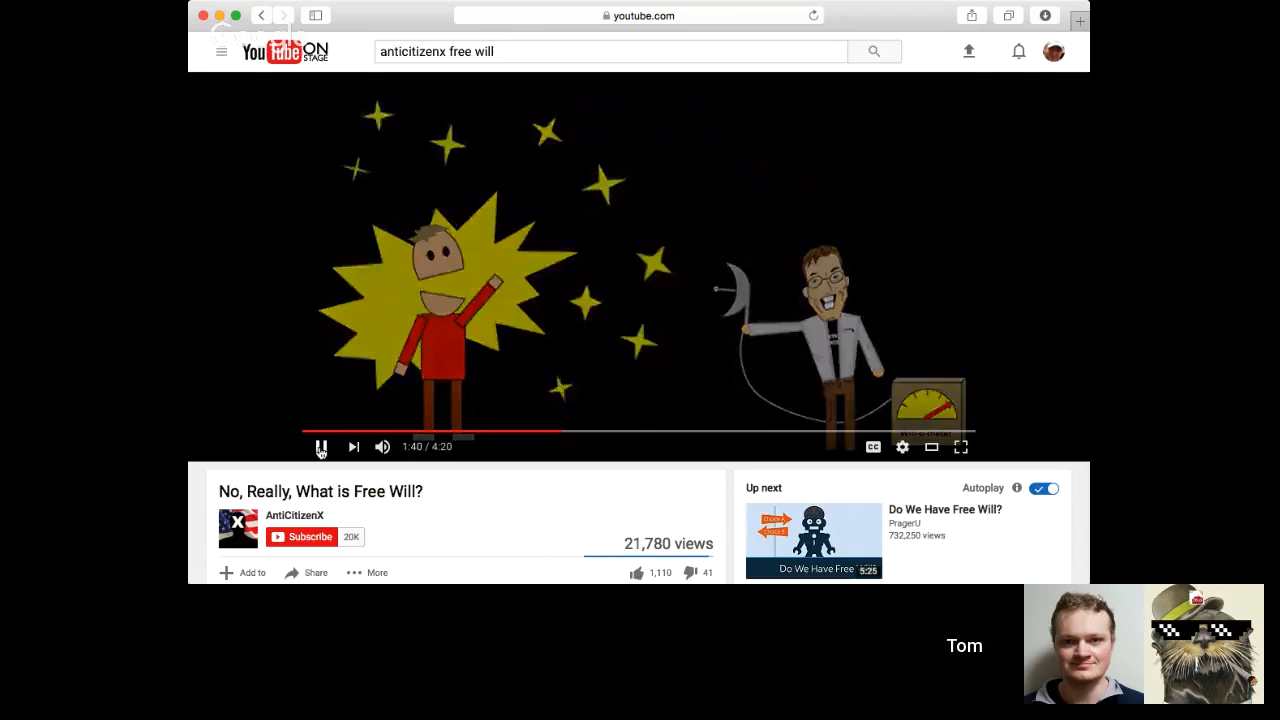 youtube.com
Google
YouTube ON STAGE
anticitizenx free will
1:40 / 4:20
CC
No, Really, What is Free Will?
X
AntiCitizenX
Subscribe 20K
21,780 views
Add to Share More
1,110 41
Up next
Autoplay
Do We Have Free Will?
PragerU
732,250 views
Do We Have Free
5:25
Tom